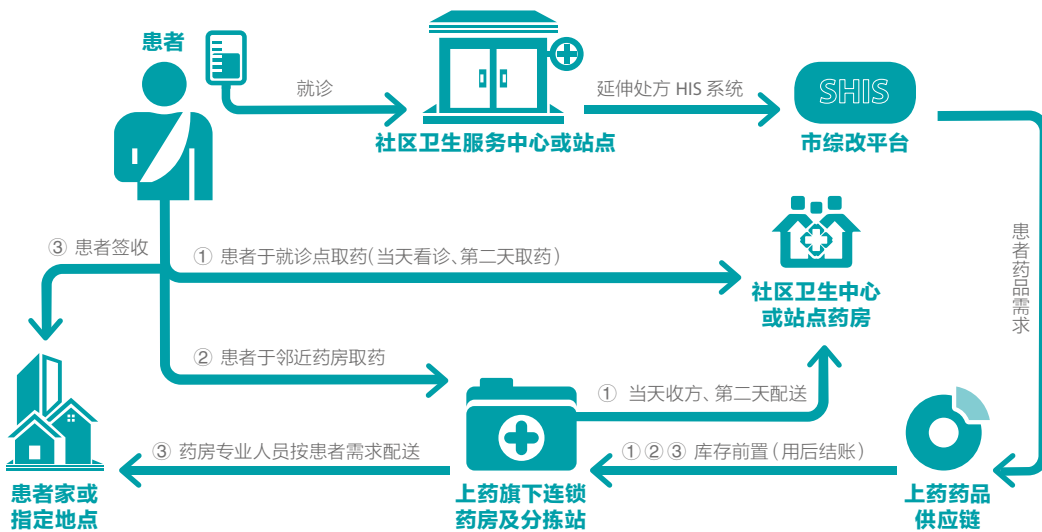 患者
就诊
延伸处方 HIS 系统
SHIS
社区卫生服务中心或站点
市综改平台
③ 患者签收
① 患者于就诊点取药（当天看诊、第二天取药）
患者药品需求
社区卫生中心
或站点药房
② 患者于邻近药房取药
① 当天收方、第二天配送
③ 药房专业人员按患者需求配送
①②③ 库存前置（用后结账）
患者家或
指定地点
上药旗下连锁
药房及分拣站
上药药品
供应链